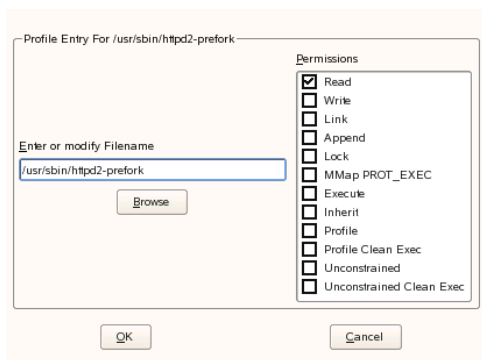 Profile Entry For /usr/sbin/httpd2-prefork
Permissions
Read
Write
Link
Append
Lock
MMap PROT_EXEC
Execute
Inherit
Profile
Profile Clean Exec
Unconstrained
Unconstrained Clean Exec
Enter or modify Filename
/usr/sbin/httpd2-prefork
Browse
OK
Cancel